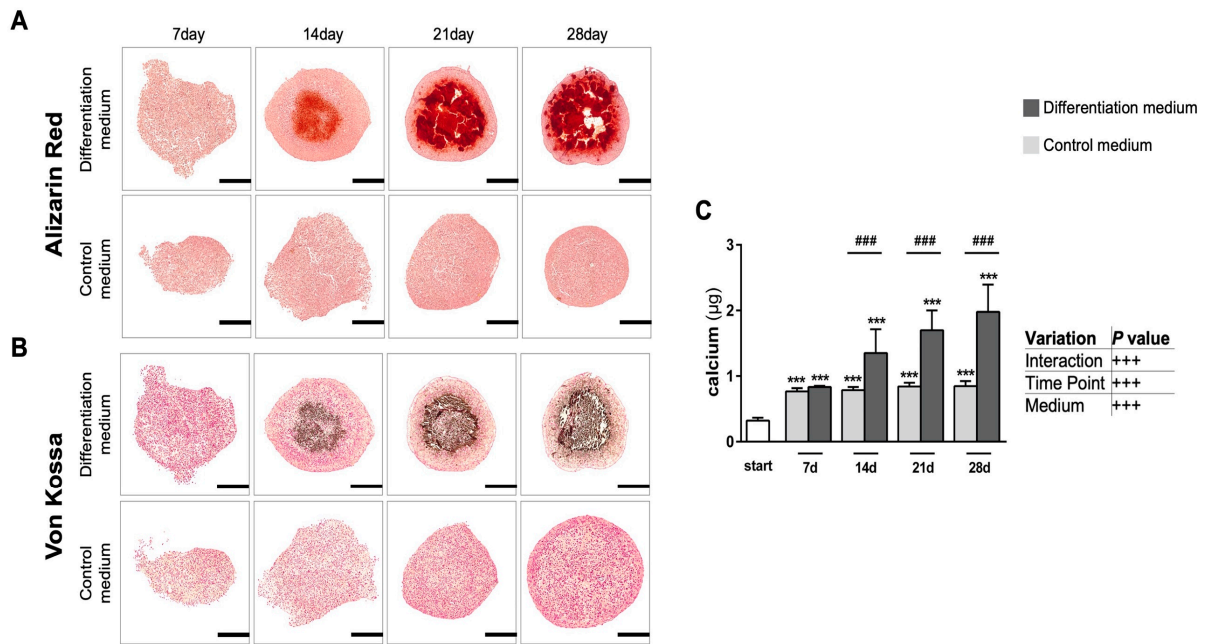 A
7day 14day 21day 28day
Alizarin Red
Differentiation
medium
Control
medium
B
Von Kossa
Differentiation
medium
Control
medium
Differentiation medium
Control medium
C
### ### ###
calcium (µg)
3
2
1
0
*** *** *** *** *** *** *** ***
start 7d 14d 21d 28d
Variation P value
Interaction +++
Time Point +++
Medium +++